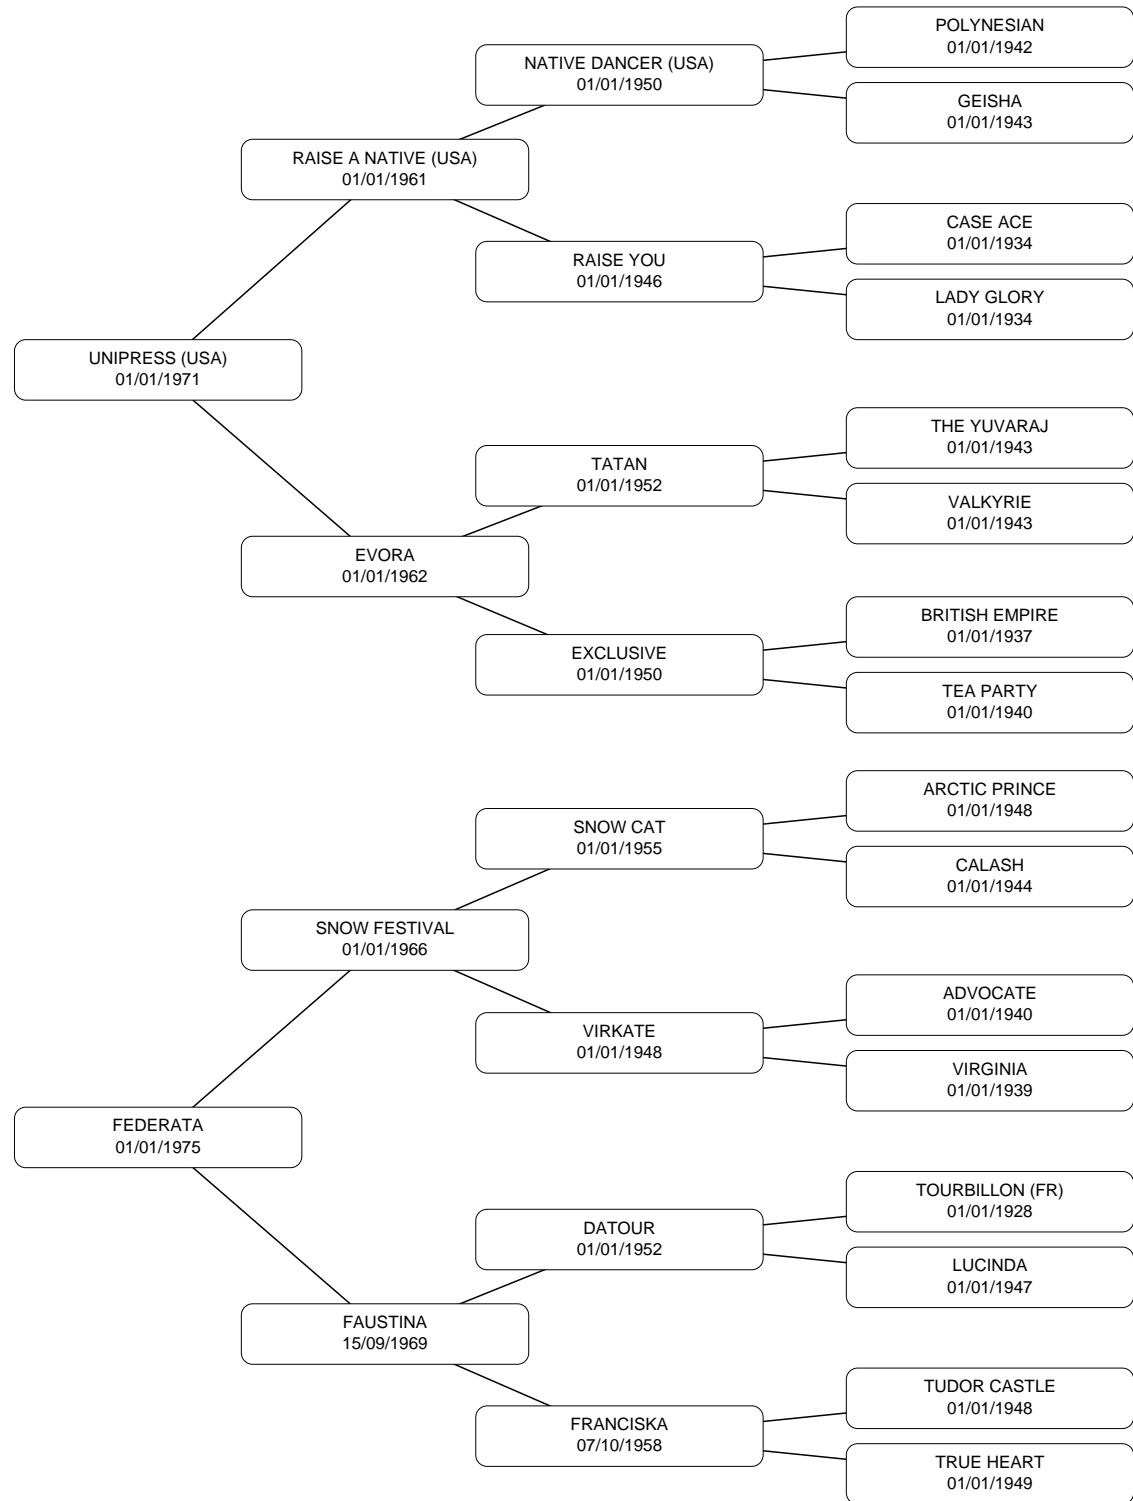 POLYNESIAN
01/01/1942
NATIVE DANCER (USA)
01/01/1950
GEISHA
01/01/1943
RAISE A NATIVE (USA)
01/01/1961
CASE ACE
01/01/1934
RAISE YOU
01/01/1946
LADY GLORY
01/01/1934
UNIPRESS (USA)
01/01/1971
THE YUVARAJ
01/01/1943
TATAN
01/01/1952
VALKYRIE
01/01/1943
EVORA
01/01/1962
BRITISH EMPIRE
01/01/1937
EXCLUSIVE
01/01/1950
TEA PARTY
01/01/1940
ARCTIC PRINCE
01/01/1948
SNOW CAT
01/01/1955
CALASH
01/01/1944
SNOW FESTIVAL
01/01/1966
ADVOCATE
01/01/1940
VIRKATE
01/01/1948
VIRGINIA
01/01/1939
FEDERATA
01/01/1975
TOURBILLON (FR)
01/01/1928
DATOUR
01/01/1952
LUCINDA
01/01/1947
FAUSTINA
15/09/1969
TUDOR CASTLE
01/01/1948
FRANCISKA
07/10/1958
TRUE HEART
01/01/1949